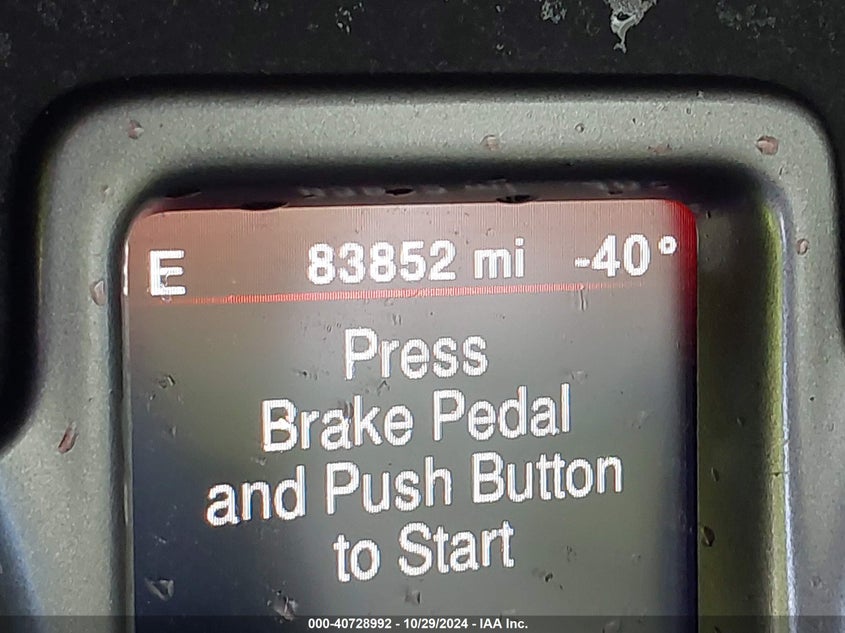 E 83852 mi -40°
Press
Brake Pedal
and Push Button
to Start
000-40728992 - 10/29/2024 - IAA Inc.